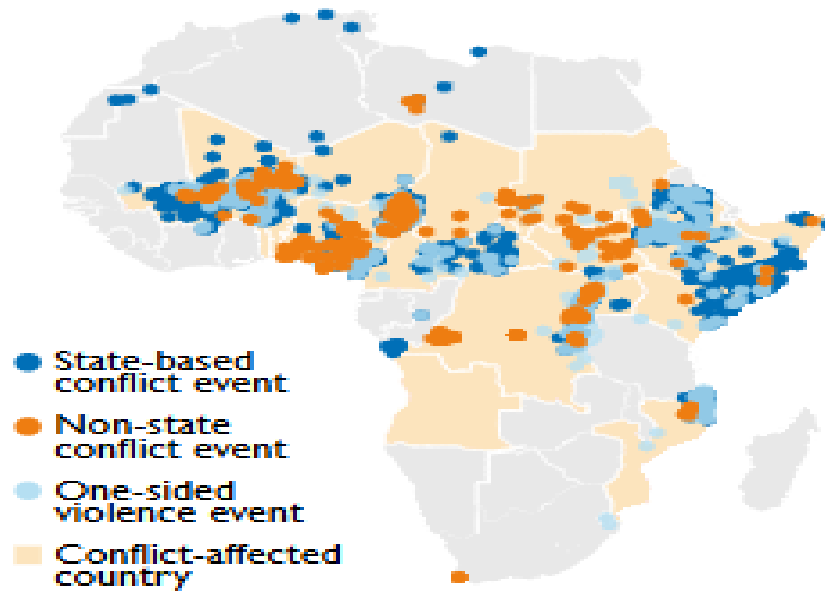 State-based
conflict event
Non-state
conflict event
One-sided
violence event
Conflict-affected
country